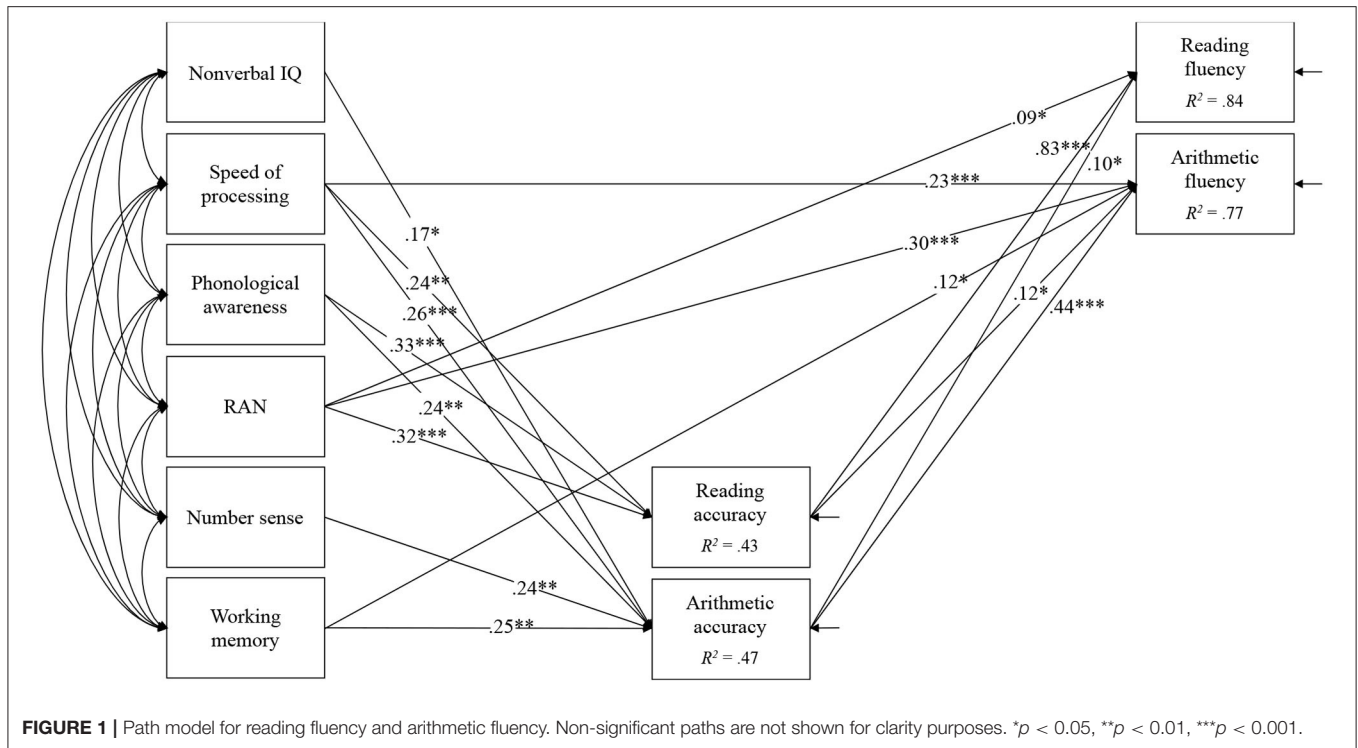 Nonverbal IQ
Speed of
processing
Phonological
awareness
RAN
Number sense
Working
memory
.17*
.24**
.26***
.33***
.24**
.32***
.24**
.25**
Reading
accuracy
R² = .43
Arithmetic
accuracy
R² = .47
.09*
.83***
.10*
.23***
.30***
.12*
.12*
.44***
Reading
fluency
R² = .84
Arithmetic
fluency
R² = .77
FIGURE 1 | Path model for reading fluency and arithmetic fluency. Non-significant paths are not shown for clarity purposes. *p < 0.05, **p < 0.01, ***p < 0.001.